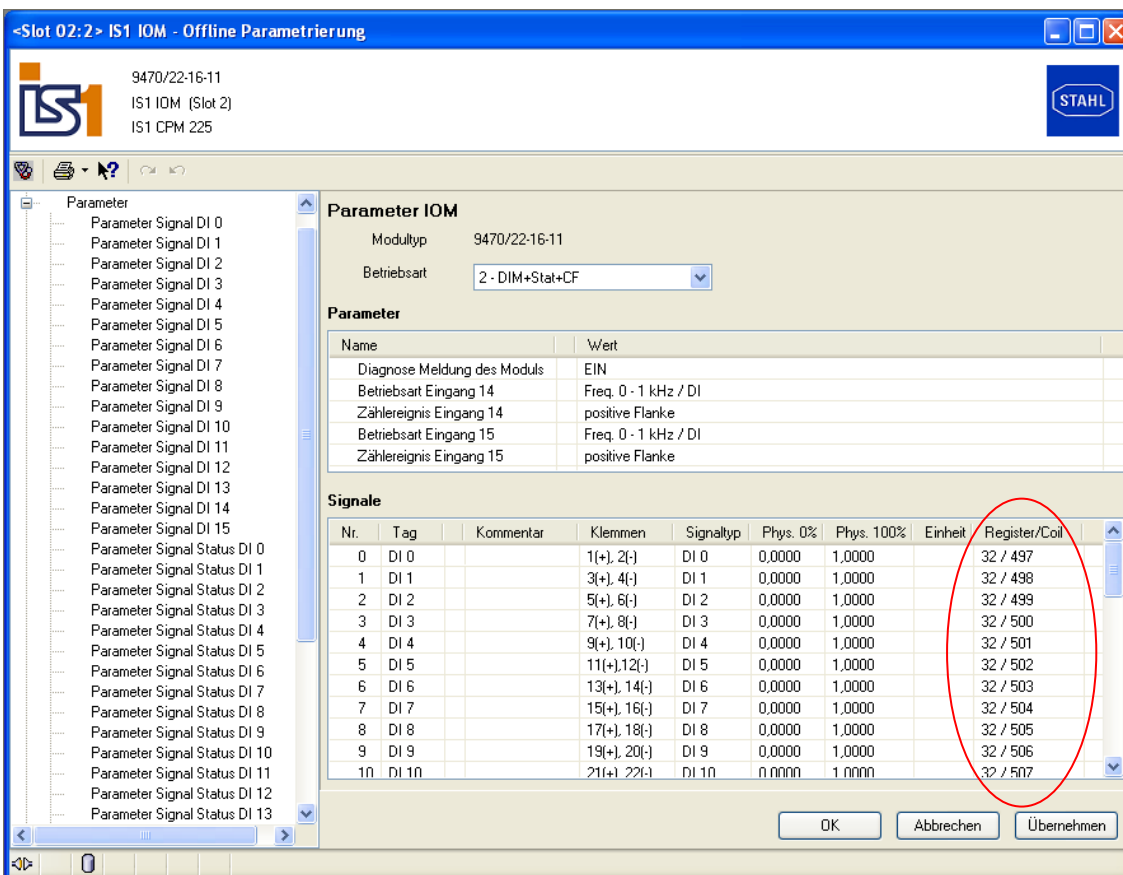 <Slot 02:2> IS1 IOM - Offline Parametrierung
is1
9470/22-16-11
IS1 IOM (Slot 2)
IS1 CPM 225
STAHL
Parameter
Parameter Signal DI 0
Parameter Signal DI 1
Parameter Signal DI 2
Parameter Signal DI 3
Parameter Signal DI 4
Parameter Signal DI 5
Parameter Signal DI 6
Parameter Signal DI 7
Parameter Signal DI 8
Parameter Signal DI 9
Parameter Signal DI 10
Parameter Signal DI 11
Parameter Signal DI 12
Parameter Signal DI 13
Parameter Signal DI 14
Parameter Signal DI 15
Parameter Signal Status DI 0
Parameter Signal Status DI 1
Parameter Signal Status DI 2
Parameter Signal Status DI 3
Parameter Signal Status DI 4
Parameter Signal Status DI 5
Parameter Signal Status DI 6
Parameter Signal Status DI 7
Parameter Signal Status DI 8
Parameter Signal Status DI 9
Parameter Signal Status DI 10
Parameter Signal Status DI 11
Parameter Signal Status DI 12
Parameter Signal Status DI 13
Parameter IOM
Modultyp 9470/22-16-11
Betriebsart 2 - DIM+Stat+CF
Parameter
Name Wert
Diagnose Meldung des Moduls EIN
Betriebsart Eingang 14 Freq. 0 - 1 kHz / DI
Zählereignis Eingang 14 positive Flanke
Betriebsart Eingang 15 Freq. 0 - 1 kHz / DI
Zählereignis Eingang 15 positive Flanke
Signale
Nr. Tag Kommentar Klemmen Signaltyp Phys. 0% Phys. 100% Einheit Register/Coil
0 DI 0 1(+), 2(-) DI 0 0,0000 1,0000 32 / 497
1 DI 1 3(+), 4(-) DI 1 0,0000 1,0000 32 / 498
2 DI 2 5(+), 6(-) DI 2 0,0000 1,0000 32 / 499
3 DI 3 7(+), 8(-) DI 3 0,0000 1,0000 32 / 500
4 DI 4 9(+), 10(-) DI 4 0,0000 1,0000 32 / 501
5 DI 5 11(+),12(-) DI 5 0,0000 1,0000 32 / 502
6 DI 6 13(+), 14(-) DI 6 0,0000 1,0000 32 / 503
7 DI 7 15(+), 16(-) DI 7 0,0000 1,0000 32 / 504
8 DI 8 17(+), 18(-) DI 8 0,0000 1,0000 32 / 505
9 DI 9 19(+), 20(-) DI 9 0,0000 1,0000 32 / 506
10 DI 10 21(+), 22(-) DI 10 0,0000 1,0000 32 / 507
OK Abbrechen Übernehmen